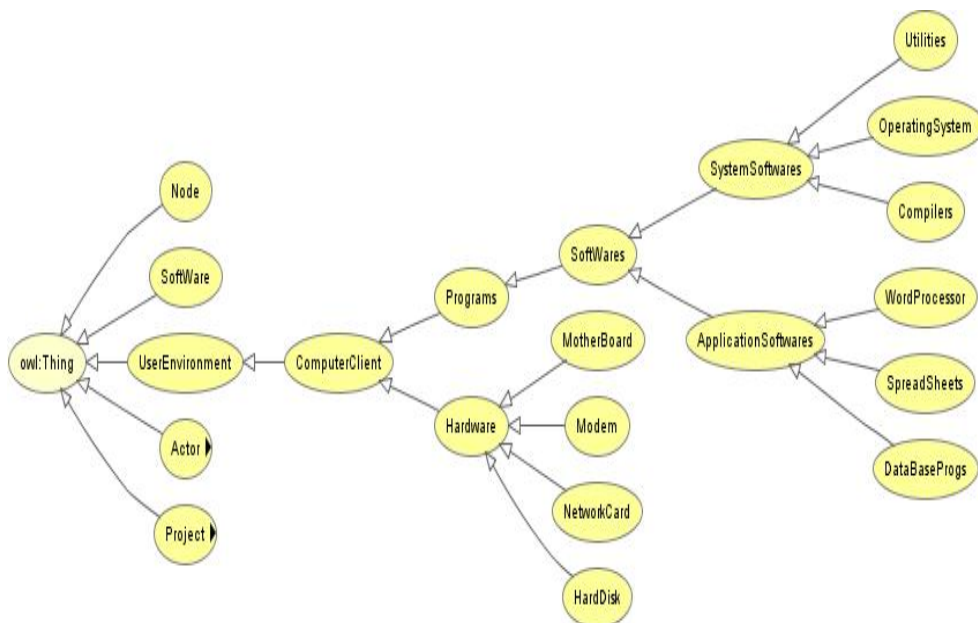 Utilities
OperatingSystem
SystemSoftwares
Node
Compilers
SoftWares
SoftWare
Programs
WordProcessor
MotherBoard
ApplicationSoftwares
owl:Thing
UserEnvironment
ComputerClient
SpreadSheets
Hardware
Modem
Actor
DataBaseProgs
NetworkCard
Project
HardDisk